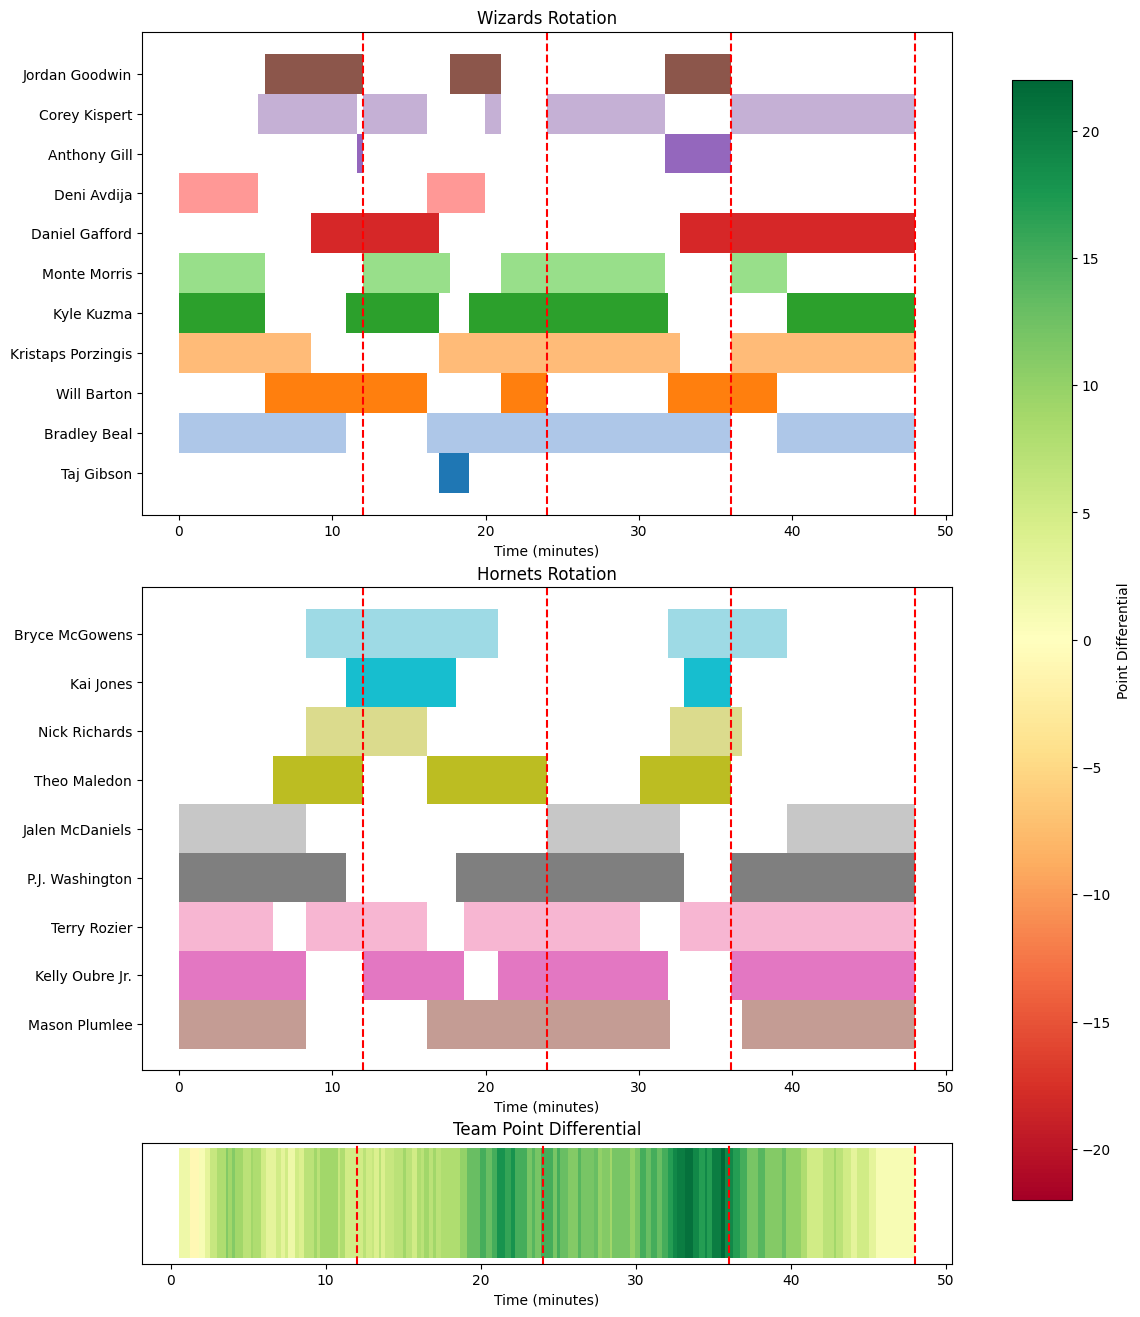 Wizards Rotation
Jordan Goodwin
Corey Kispert
Anthony Gill
Deni Avdija
Daniel Gafford
Monte Morris
Kyle Kuzma
Kristaps Porzingis
Will Barton
Bradley Beal
Taj Gibson
0 10 20 30 40 50
Time (minutes)
Hornets Rotation
Bryce McGowens
Kai Jones
Nick Richards
Theo Maledon
Jalen McDaniels
P.J. Washington
Terry Rozier
Kelly Oubre Jr.
Mason Plumlee
0 10 20 30 40 50
Time (minutes)
Team Point Differential
0 10 20 30 40 50
Time (minutes)
20
15
10
5
0
−5
−10
−15
−20
Point Differential